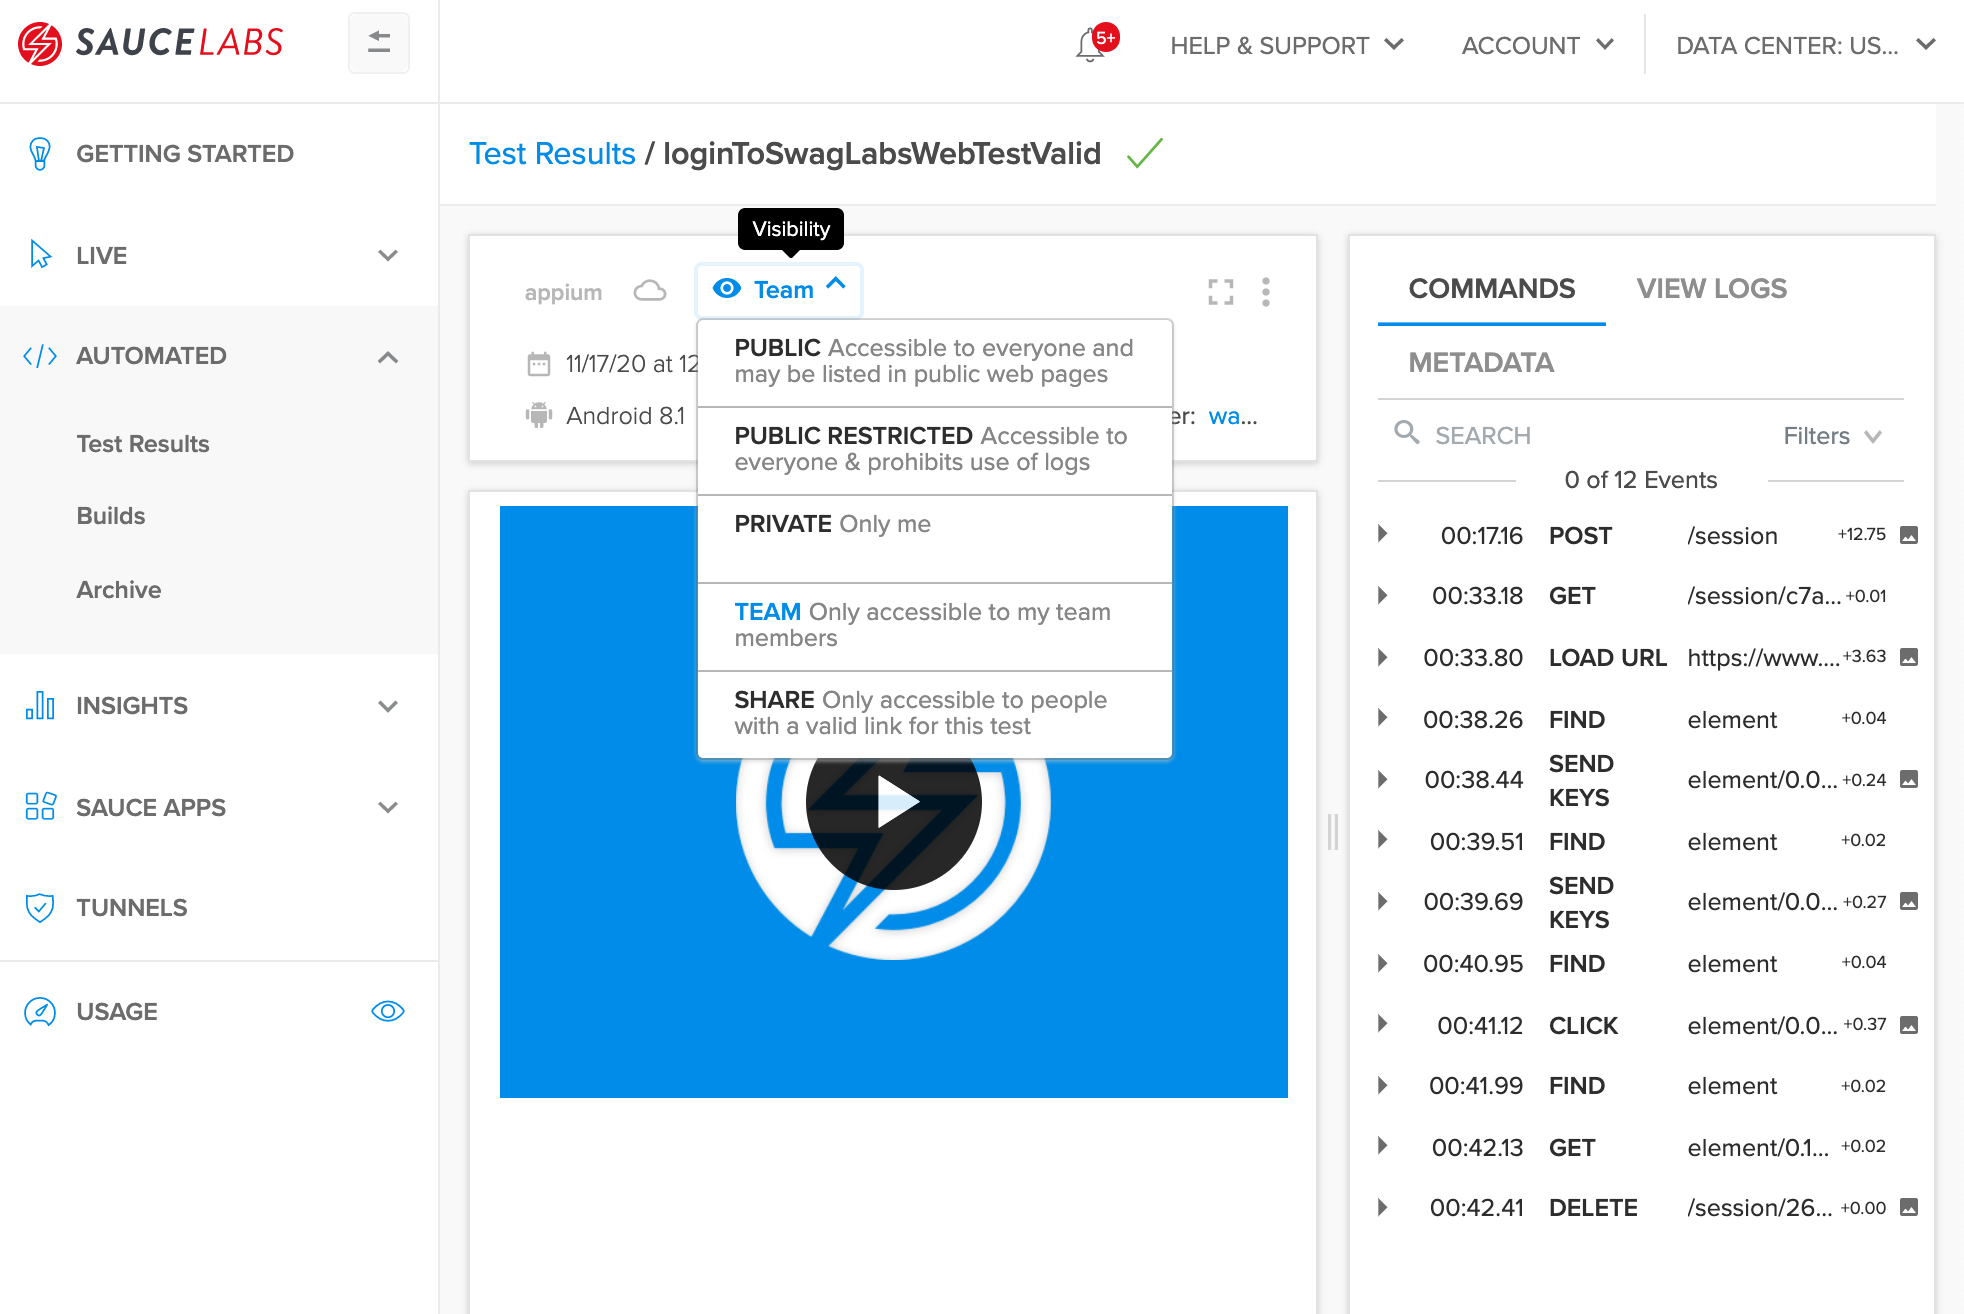 SAUCELABS
5+
HELP & SUPPORT
ACCOUNT
DATA CENTER: US...
GETTING STARTED
LIVE
AUTOMATED
Test Results
Builds
Archive
INSIGHTS
SAUCE APPS
TUNNELS
USAGE
Test Results / loginToSwagLabsWebTestValid
Visibility
appium
Team
11/17/20 at 12
Android 8.1
er: wa...
PUBLIC Accessible to everyone and
may be listed in public web pages
PUBLIC RESTRICTED Accessible to
everyone & prohibits use of logs
PRIVATE Only me
TEAM Only accessible to my team
members
SHARE Only accessible to people
with a valid link for this test
COMMANDS
VIEW LOGS
METADATA
SEARCH
Filters
0 of 12 Events
00:17.16 POST /session +12.75
00:33.18 GET /session/c7a... +0.01
00:33.80 LOAD URL https://www.... +3.63
00:38.26 FIND element +0.04
00:38.44 SEND KEYS element/0.0... +0.24
00:39.51 FIND element +0.02
00:39.69 SEND KEYS element/0.0... +0.27
00:40.95 FIND element +0.04
00:41.12 CLICK element/0.0... +0.37
00:41.99 FIND element +0.02
00:42.13 GET element/0.1... +0.02
00:42.41 DELETE /session/26... +0.00